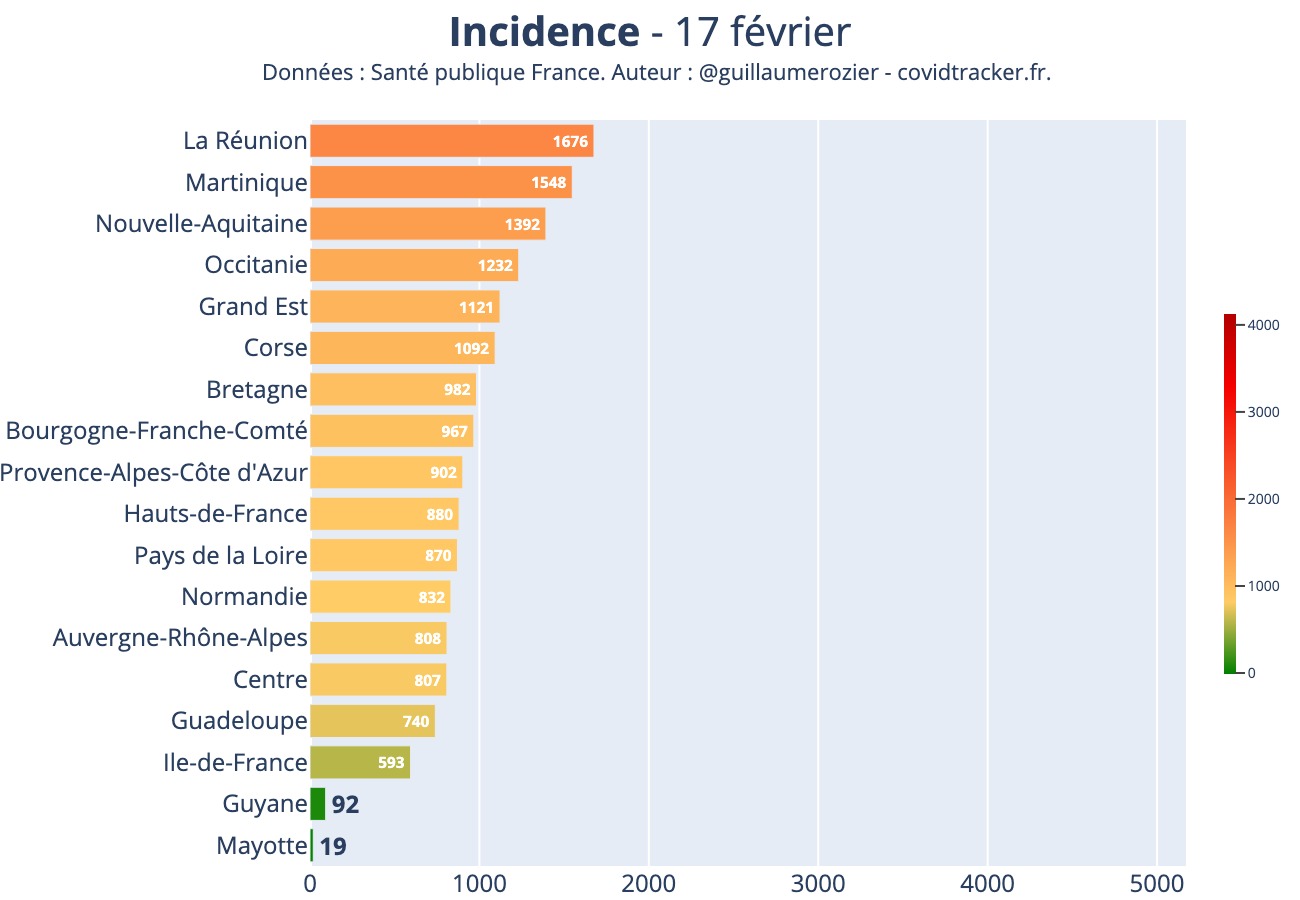 Incidence - 17 février
Données : Santé publique France. Auteur : @guillaumerozier - covidtracker.fr.
La Réunion 1676
Martinique 1548
Nouvelle-Aquitaine 1392
Occitanie 1232
Grand Est 1121
Corse 1092
Bretagne 982
Bourgogne-Franche-Comté 967
Provence-Alpes-Côte d'Azur 902
Hauts-de-France 880
Pays de la Loire 870
Normandie 832
Auvergne-Rhône-Alpes 808
Centre 807
Guadeloupe 740
Ile-de-France 593
Guyane 92
Mayotte 19
0 1000 2000 3000 4000 5000
4000
3000
2000
1000
0